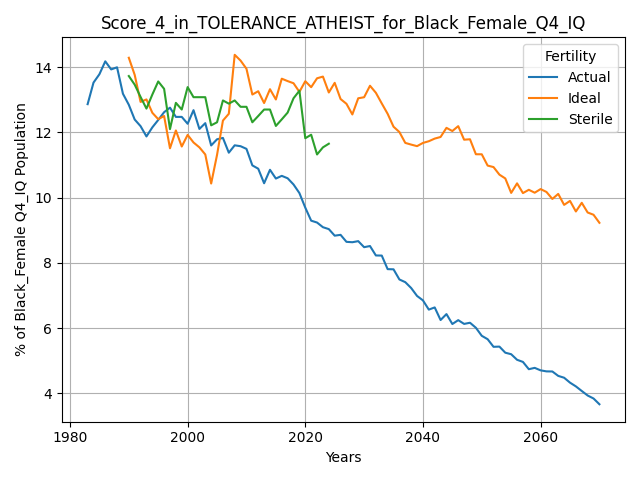 Score_4_in_TOLERANCE_ATHEIST_for_Black_Female_Q4_IQ
Fertility
Actual
Ideal
Sterile
% of Black_Female Q4_IQ Population
14
12
10
8
6
4
1980
2000
2020
2040
2060
Years